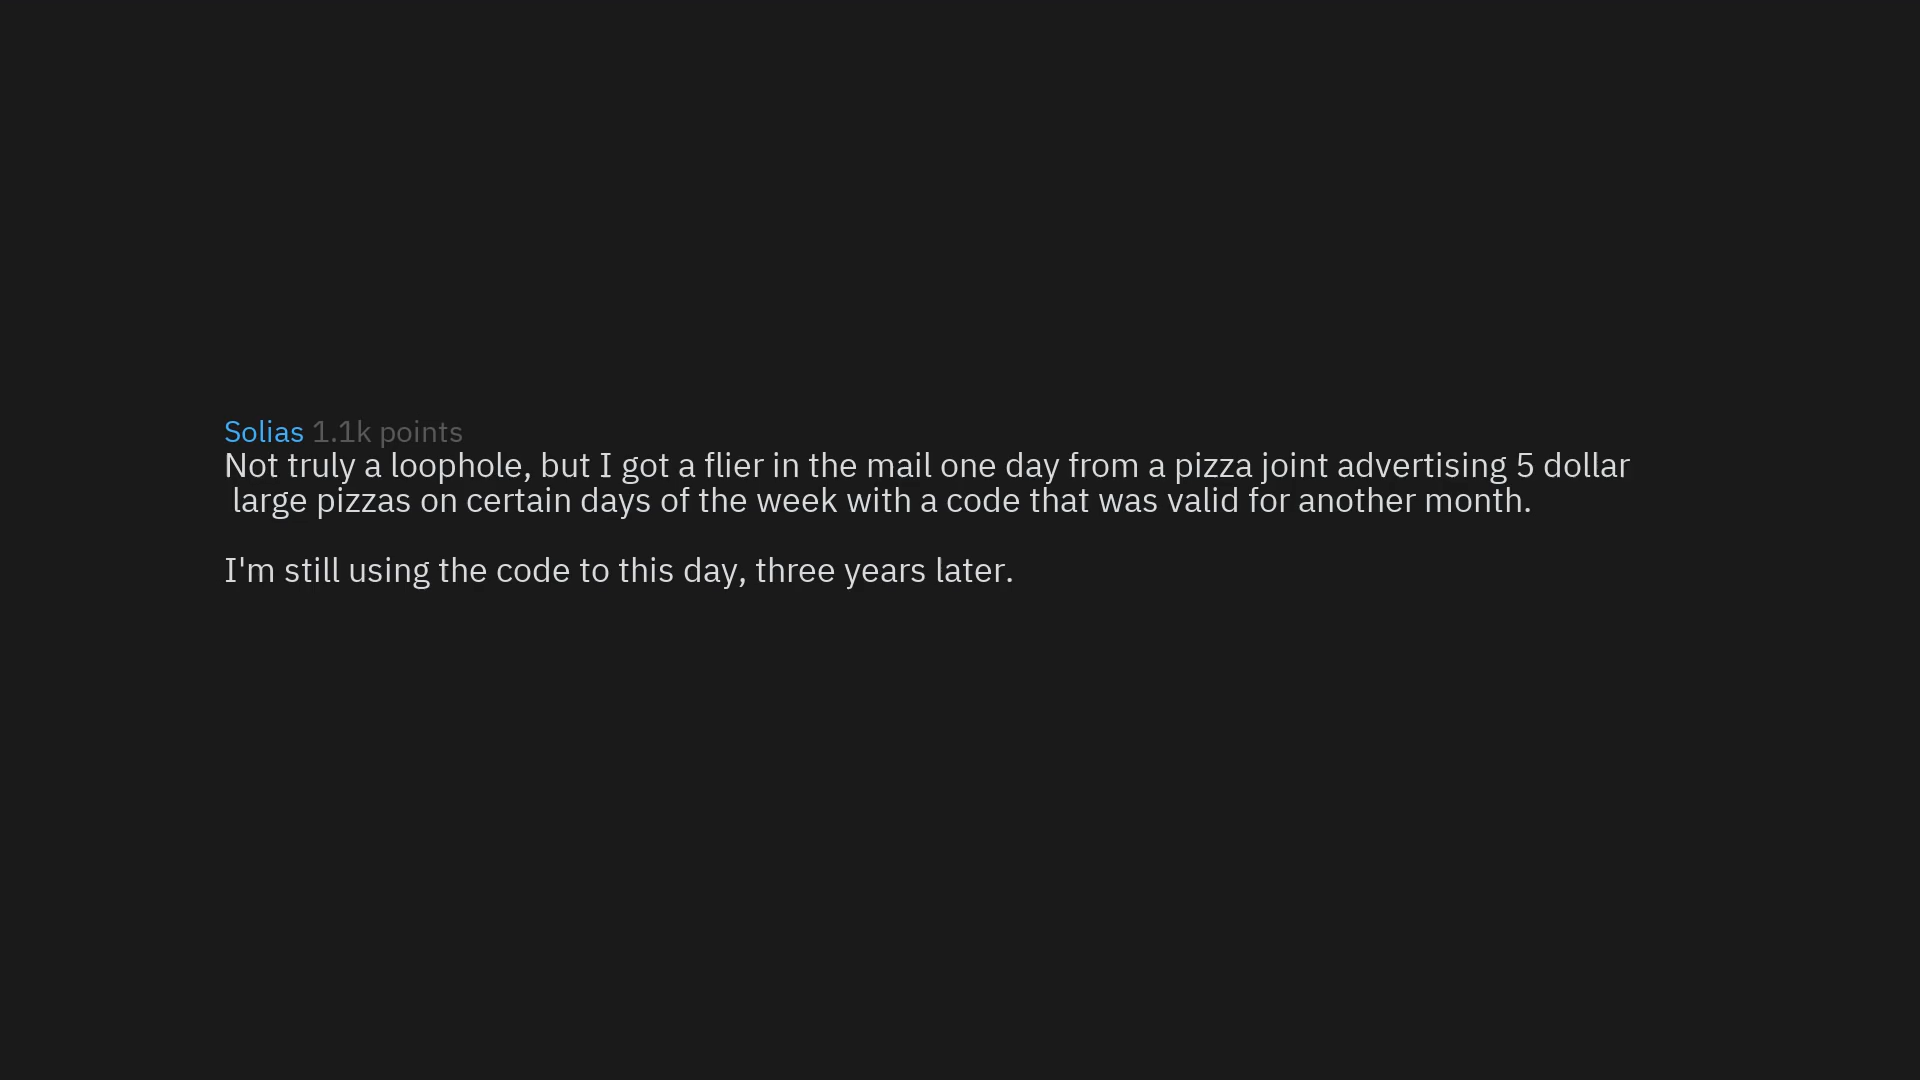 Solias 1.1k points
Not truly a loophole, but I got a flier in the mail one day from a pizza joint advertising 5 dollar
large pizzas on certain days of the week with a code that was valid for another month.
I'm still using the code to this day, three years later.